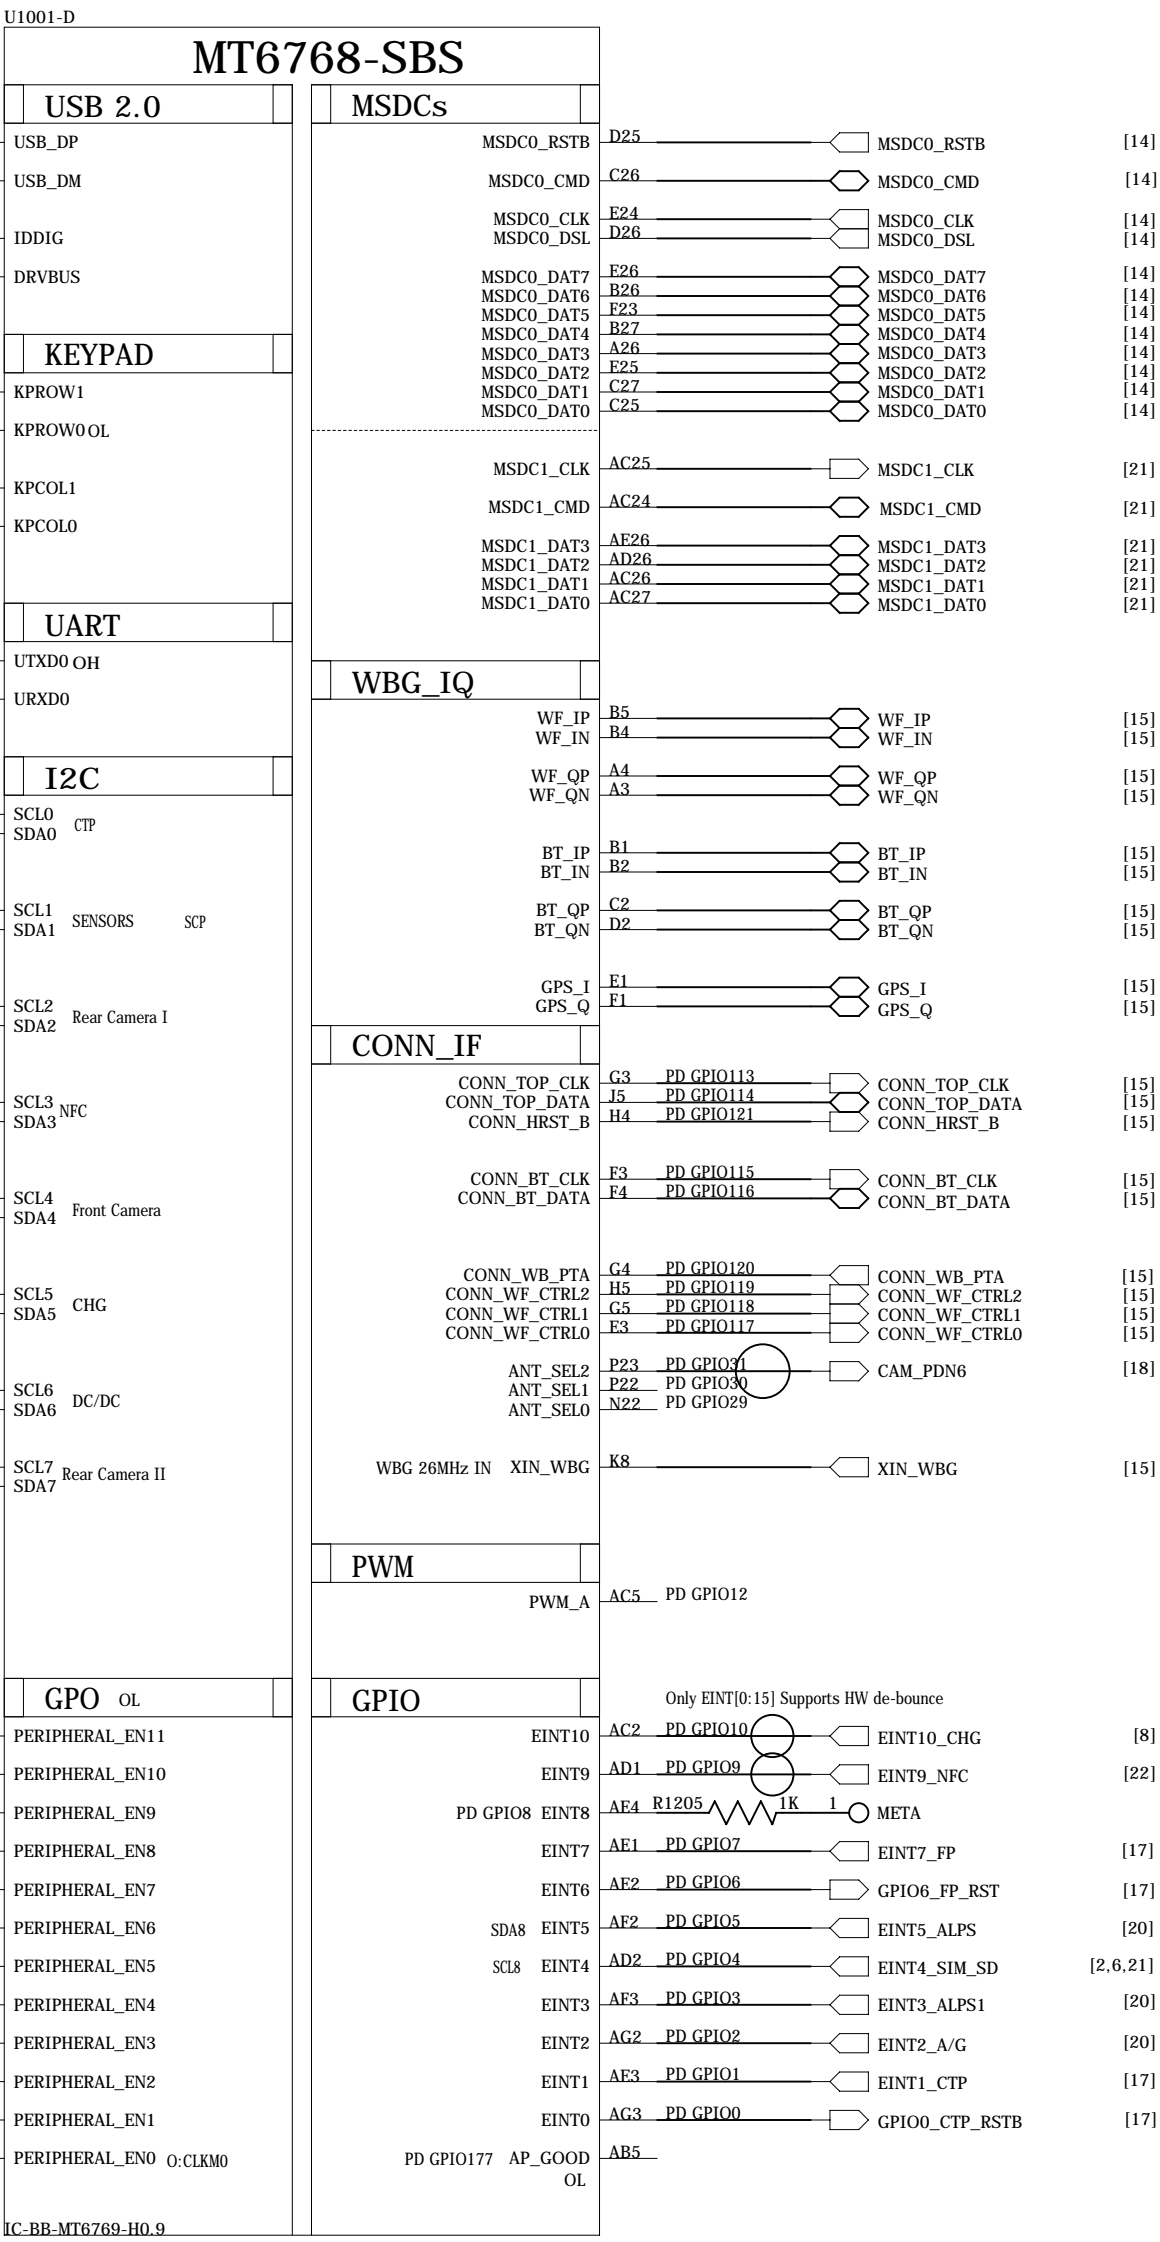 U1001-D
MT6768-SBS
USB 2.0
USB_DP
USB_DM
IDDIG
DRVBUS
KEYPAD
KPROW1
KPROW0 OL
KPCOL1
KPCOL0
UART
UTXD0 OH
URXD0
I2C
SCL0
SDA0
CTP
SCL1
SDA1
SENSORS SCP
SCL2
SDA2
Rear Camera I
SCL3
SDA3
NFC
SCL4
SDA4
Front Camera
SCL5
SDA5
CHG
SCL6
SDA6
DC/DC
SCL7
SDA7
Rear Camera II
GPO OL
PERIPHERAL_EN11
PERIPHERAL_EN10
PERIPHERAL_EN9
PERIPHERAL_EN8
PERIPHERAL_EN7
PERIPHERAL_EN6
PERIPHERAL_EN5
PERIPHERAL_EN4
PERIPHERAL_EN3
PERIPHERAL_EN2
PERIPHERAL_EN1
PERIPHERAL_EN0 O:CLKM0
IC-BB-MT6769-H0.9
MSDCs
MSDC0_RSTB D25 MSDC0_RSTB [14]
MSDC0_CMD C26 MSDC0_CMD [14]
MSDC0_CLK E24 MSDC0_CLK [14]
MSDC0_DSL D26 MSDC0_DSL [14]
MSDC0_DAT7 E26 MSDC0_DAT7 [14]
MSDC0_DAT6 B26 MSDC0_DAT6 [14]
MSDC0_DAT5 F23 MSDC0_DAT5 [14]
MSDC0_DAT4 B27 MSDC0_DAT4 [14]
MSDC0_DAT3 A26 MSDC0_DAT3 [14]
MSDC0_DAT2 E25 MSDC0_DAT2 [14]
MSDC0_DAT1 C27 MSDC0_DAT1 [14]
MSDC0_DAT0 C25 MSDC0_DAT0 [14]
MSDC1_CLK AC25 MSDC1_CLK [21]
MSDC1_CMD AC24 MSDC1_CMD [21]
MSDC1_DAT3 AE26 MSDC1_DAT3 [21]
MSDC1_DAT2 AD26 MSDC1_DAT2 [21]
MSDC1_DAT1 AC26 MSDC1_DAT1 [21]
MSDC1_DAT0 AC27 MSDC1_DAT0 [21]
WBG_IQ
WF_IP B5 WF_IP [15]
WF_IN B4 WF_IN [15]
WF_QP A4 WF_QP [15]
WF_QN A3 WF_QN [15]
BT_IP B1 BT_IP [15]
BT_IN B2 BT_IN [15]
BT_QP C2 BT_QP [15]
BT_QN D2 BT_QN [15]
GPS_I E1 GPS_I [15]
GPS_Q F1 GPS_Q [15]
CONN_IF
CONN_TOP_CLK G3 PD GPIO113 CONN_TOP_CLK [15]
CONN_TOP_DATA J5 PD GPIO114 CONN_TOP_DATA [15]
CONN_HRST_B H4 PD GPIO121 CONN_HRST_B [15]
CONN_BT_CLK F3 PD GPIO115 CONN_BT_CLK [15]
CONN_BT_DATA F4 PD GPIO116 CONN_BT_DATA [15]
CONN_WB_PTA G4 PD GPIO120 CONN_WB_PTA [15]
CONN_WF_CTRL2 H5 PD GPIO119 CONN_WF_CTRL2 [15]
CONN_WF_CTRL1 G5 PD GPIO118 CONN_WF_CTRL1 [15]
CONN_WF_CTRL0 E3 PD GPIO117 CONN_WF_CTRL0 [15]
ANT_SEL2 P23 PD GPIO31 CAM_PDN6 [18]
ANT_SEL1 P22 PD GPIO30
ANT_SEL0 N22 PD GPIO29
WBG 26MHz IN XIN_WBG K8 XIN_WBG [15]
PWM
PWM_A AC5 PD GPIO12
GPIO
Only EINT[0:15] Supports HW de-bounce
EINT10 AC2 PD GPIO10 EINT10_CHG [8]
EINT9 AD1 PD GPIO9 EINT9_NFC [22]
PD GPIO8 EINT8 AE4 R1205 1K 1 META
EINT7 AE1 PD GPIO7 EINT7_FP [17]
EINT6 AE2 PD GPIO6 GPIO6_FP_RST [17]
SDA8 EINT5 AF2 PD GPIO5 EINT5_ALPS [20]
SCL8 EINT4 AD2 PD GPIO4 EINT4_SIM_SD [2,6,21]
EINT3 AF3 PD GPIO3 EINT3_ALPS1 [20]
EINT2 AG2 PD GPIO2 EINT2_A/G [20]
EINT1 AE3 PD GPIO1 EINT1_CTP [17]
EINT0 AG3 PD GPIO0 GPIO0_CTP_RSTB [17]
PD GPIO177 AP_GOOD AB5
OL